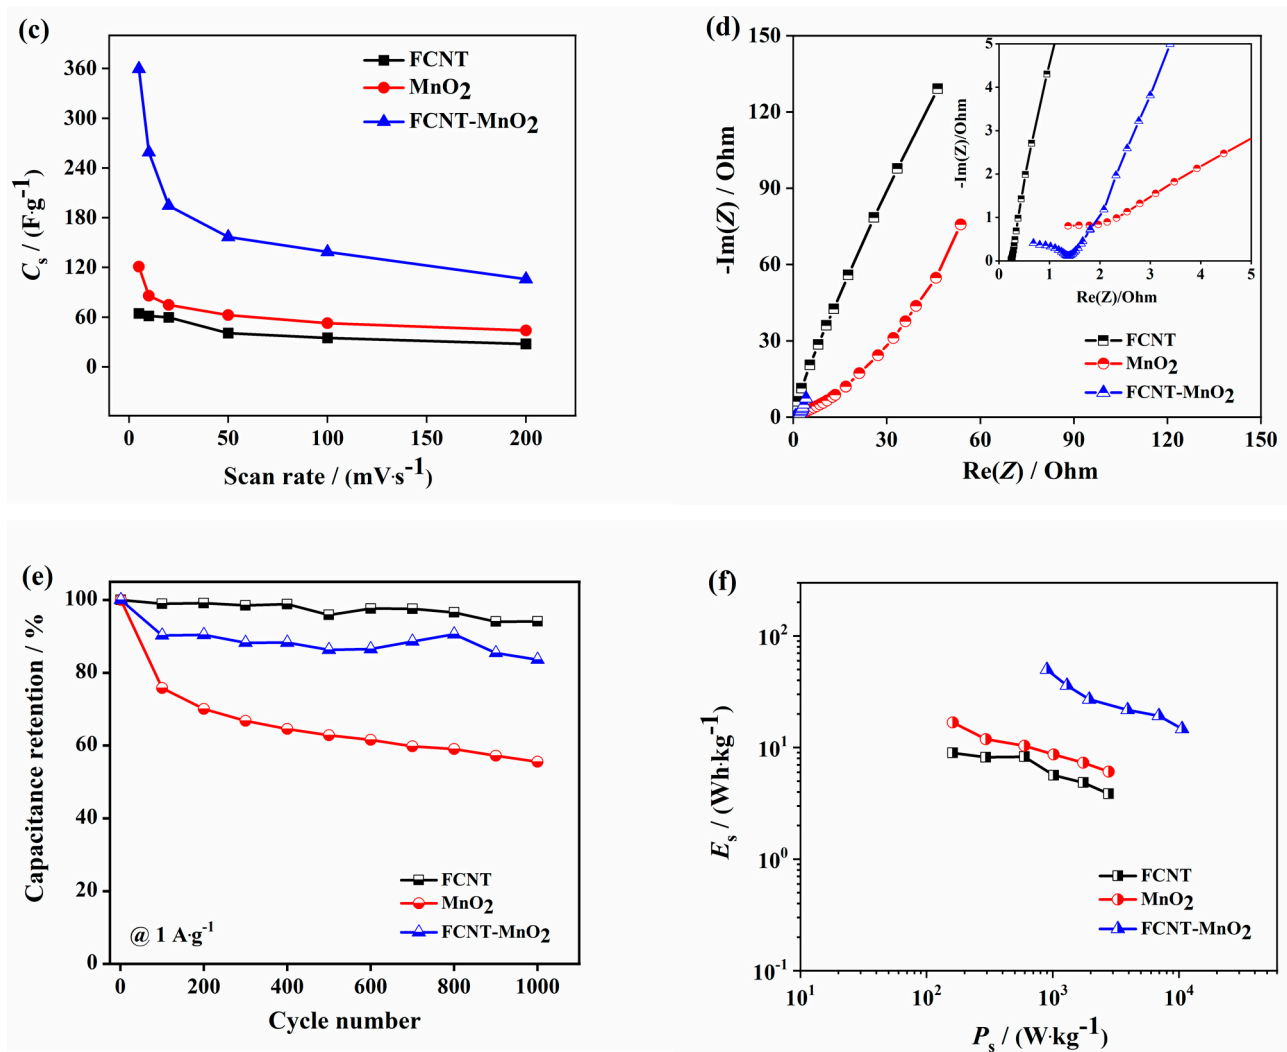 (c)
FCNT
MnO2
FCNT-MnO2
360
300
240
180
120
60
0
Cs / (F·g-1)
0 50 100 150 200
Scan rate / (mV·s-1)
(d)
150
120
90
60
30
0
-Im(Z) / Ohm
0 30 60 90 120 150
Re(Z) / Ohm
5
4
3
2
1
0
-Im(Z)/Ohm
0 1 2 3 4 5
Re(Z)/Ohm
FCNT
MnO2
FCNT-MnO2
(e)
100
80
60
40
20
0
Capacitance retention / %
FCNT
MnO2
FCNT-MnO2
@ 1 A·g-1
0 200 400 600 800 1000
Cycle number
(f)
10^2
10^1
10^0
10^-1
Es / (Wh·kg-1)
FCNT
MnO2
FCNT-MnO2
10^1 10^2 10^3 10^4
Ps / (W·kg-1)